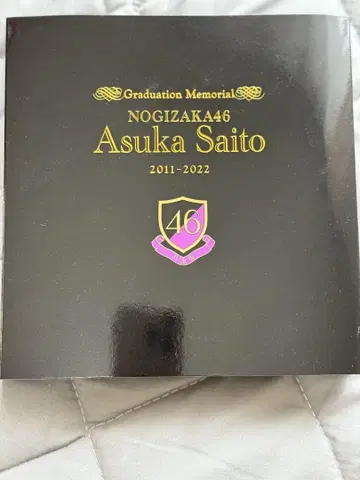 Graduation Memorial
NOGIZAKA46
Asuka Saito
2011-2022
46